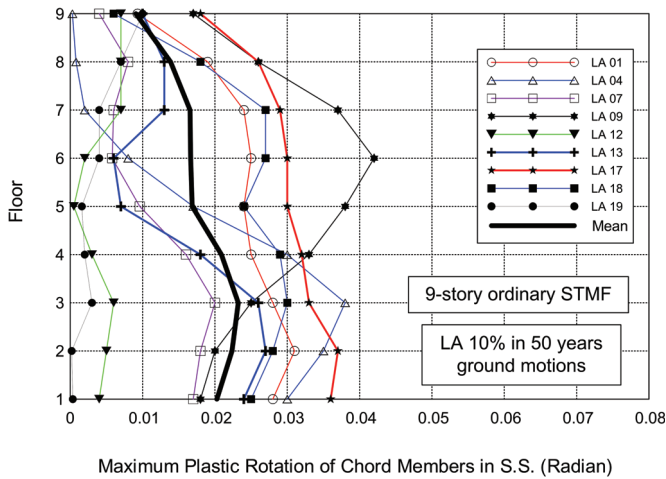 9
8
7
6
5
4
3
2
1
Floor
0
0.01
0.02
0.03
0.04
0.05
0.06
0.07
0.08
Maximum Plastic Rotation of Chord Members in S.S. (Radian)
LA 01
LA 04
LA 07
LA 09
LA 12
LA 13
LA 17
LA 18
LA 19
Mean
9-story ordinary STMF
LA 10% in 50 years
ground motions